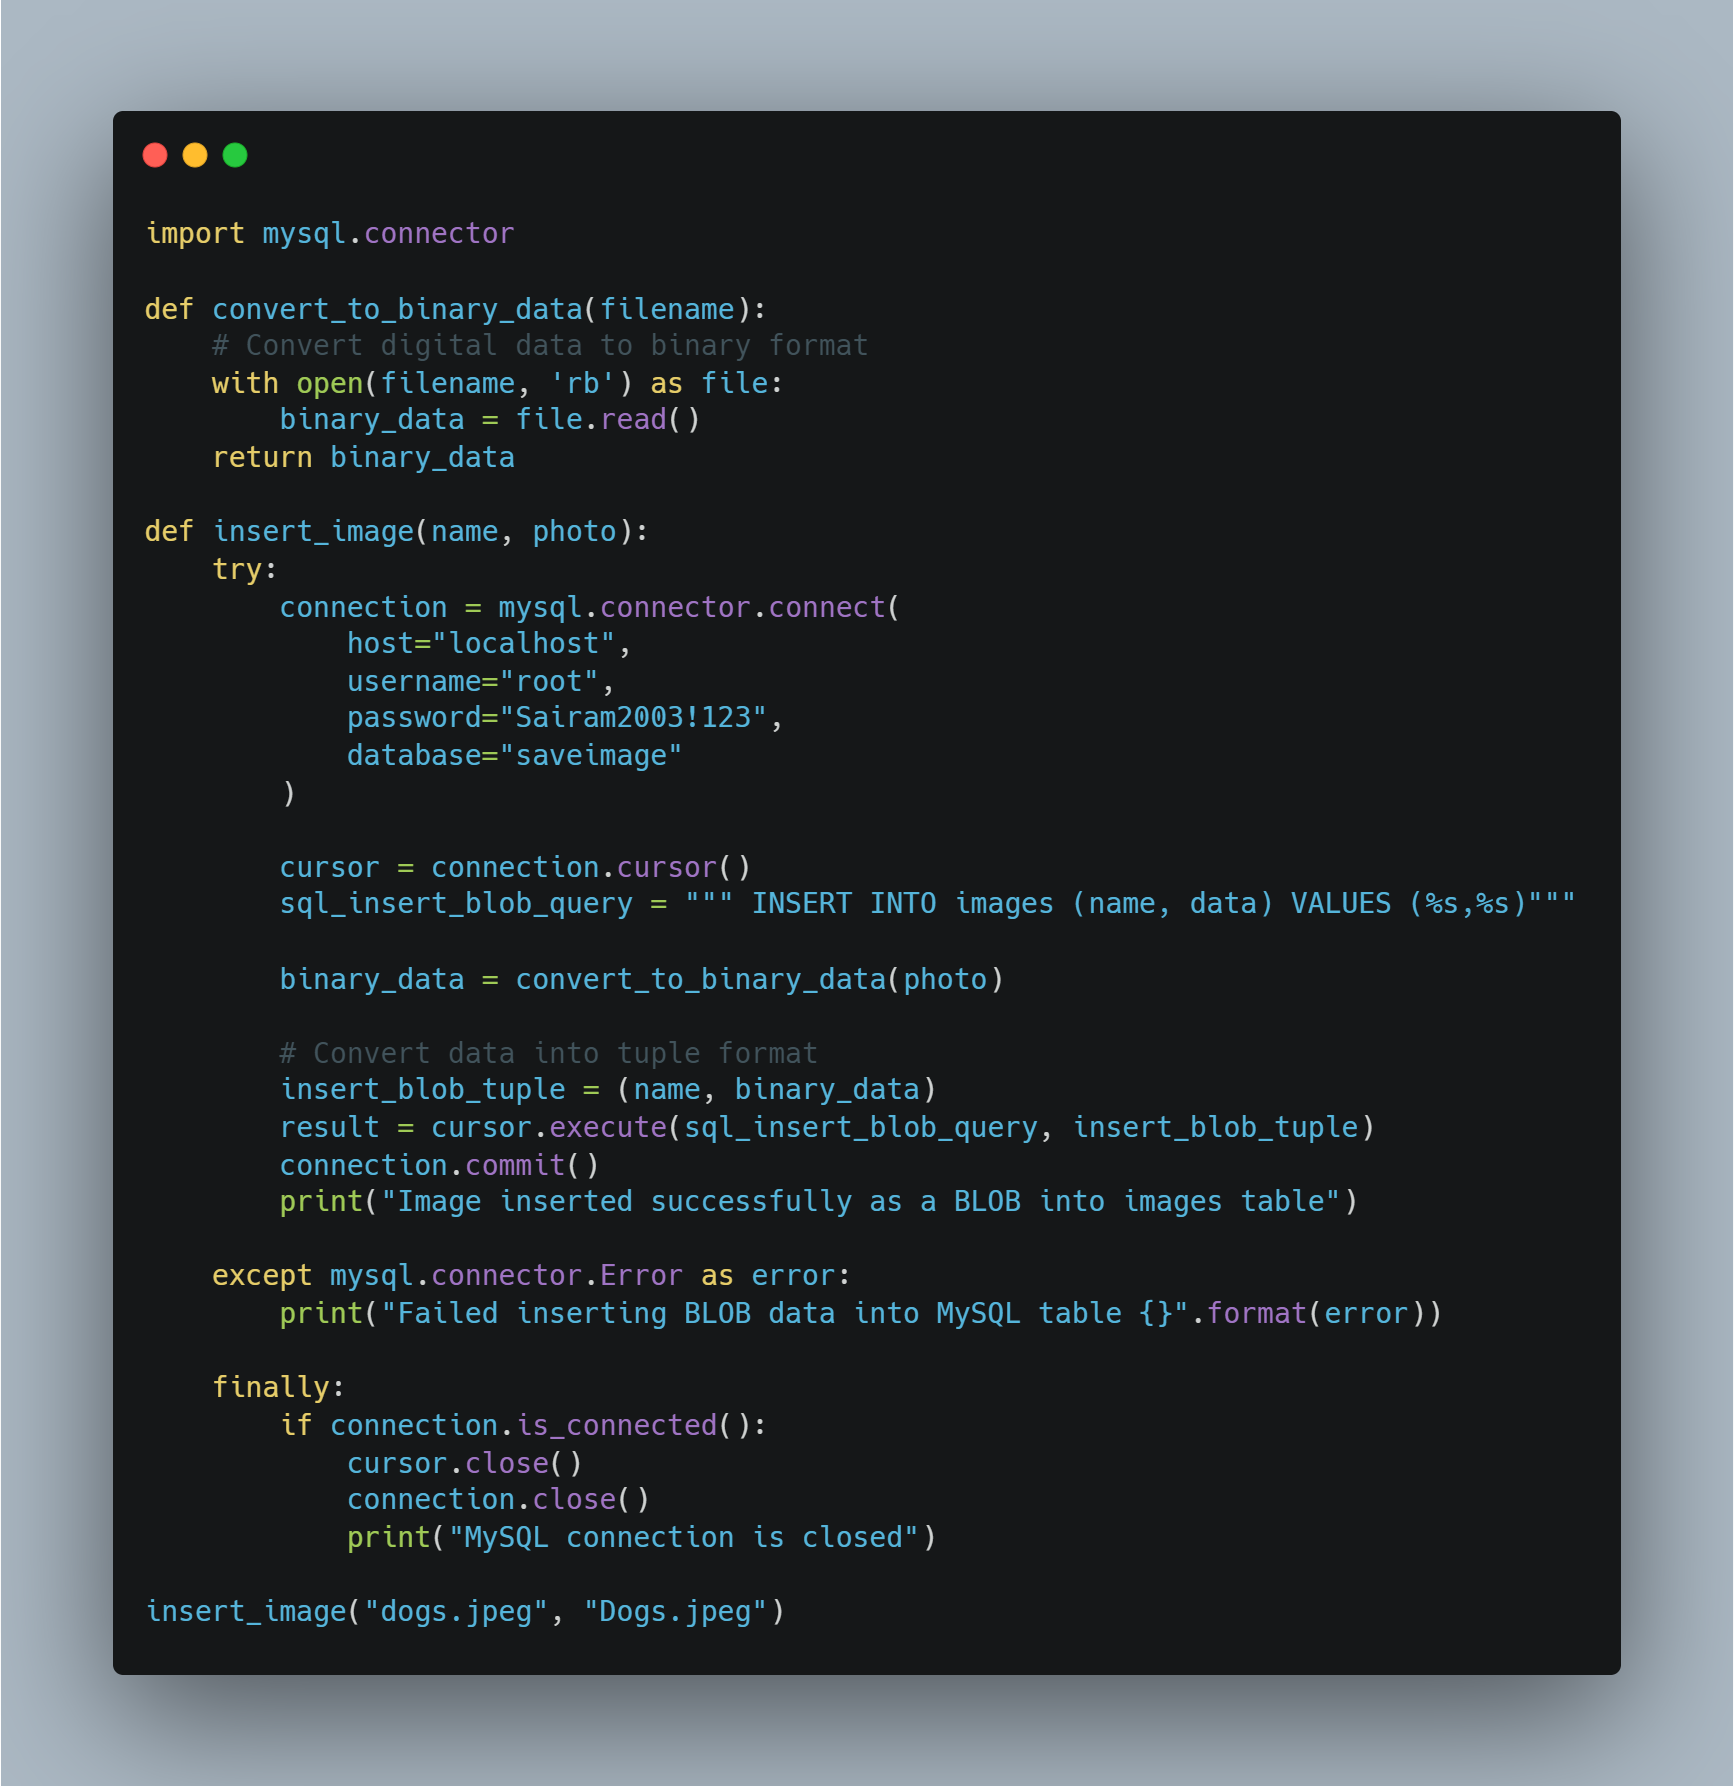 import mysql.connector
def convert_to_binary_data(filename):
    # Convert digital data to binary format
    with open(filename, 'rb') as file:
        binary_data = file.read()
    return binary_data
def insert_image(name, photo):
    try:
        connection = mysql.connector.connect(
            host="localhost",
            username="root",
            password="Sairam2003!123",
            database="saveimage"
        )
        cursor = connection.cursor()
        sql_insert_blob_query = """ INSERT INTO images (name, data) VALUES (%s,%s)"""
        binary_data = convert_to_binary_data(photo)
        # Convert data into tuple format
        insert_blob_tuple = (name, binary_data)
        result = cursor.execute(sql_insert_blob_query, insert_blob_tuple)
        connection.commit()
        print("Image inserted successfully as a BLOB into images table")
    except mysql.connector.Error as error:
        print("Failed inserting BLOB data into MySQL table {}".format(error))
    finally:
        if connection.is_connected():
            cursor.close()
            connection.close()
            print("MySQL connection is closed")
insert_image("dogs.jpeg", "Dogs.jpeg")